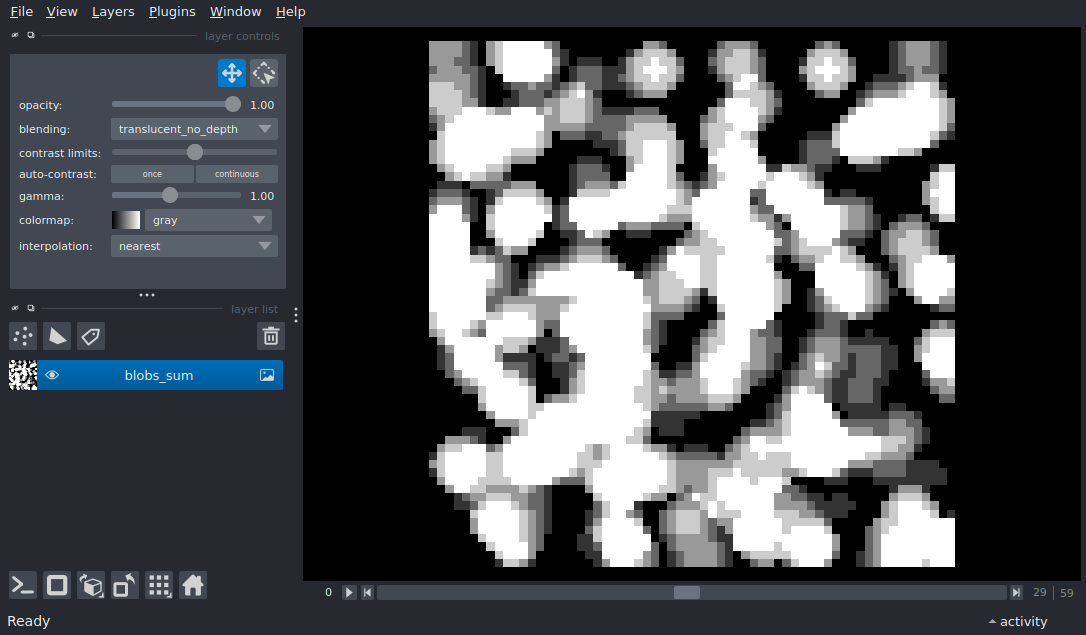 File View Layers Plugins Window Help
layer controls
opacity: 1.00
blending: translucent_no_depth
contrast limits:
auto-contrast: once continuous
gamma: 1.00
colormap: gray
interpolation: nearest
layer list
blobs_sum
0 29 | 59
Ready activity